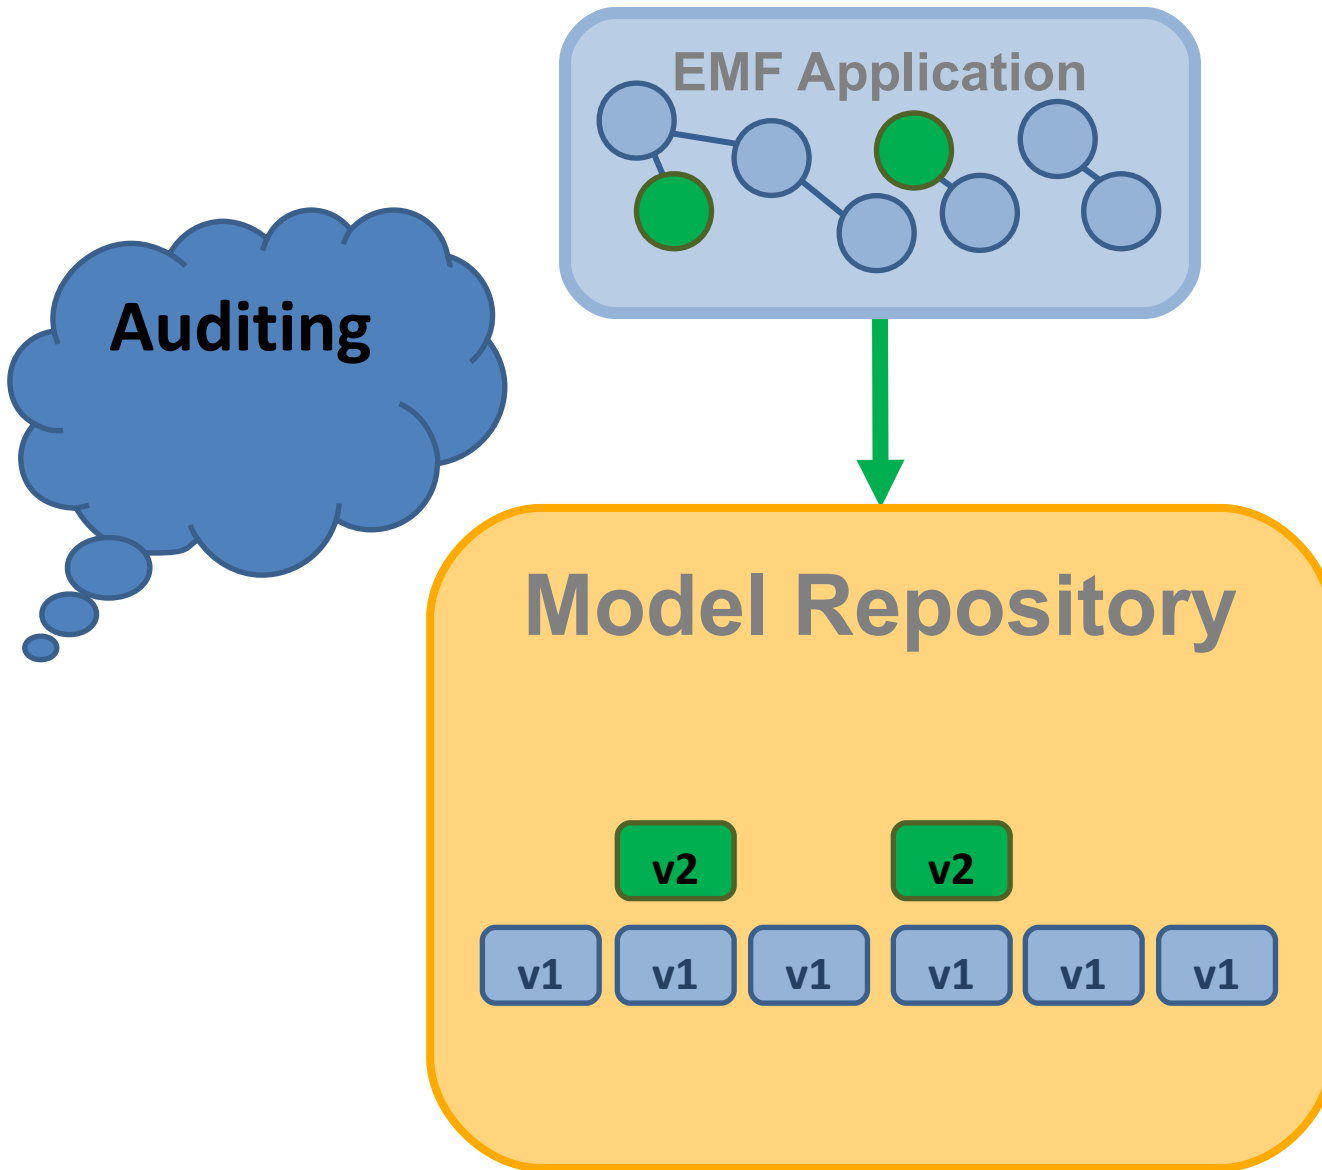 EMF Application
Auditing
Model Repository
v2 v2
v1 v1 v1 v1 v1 v1